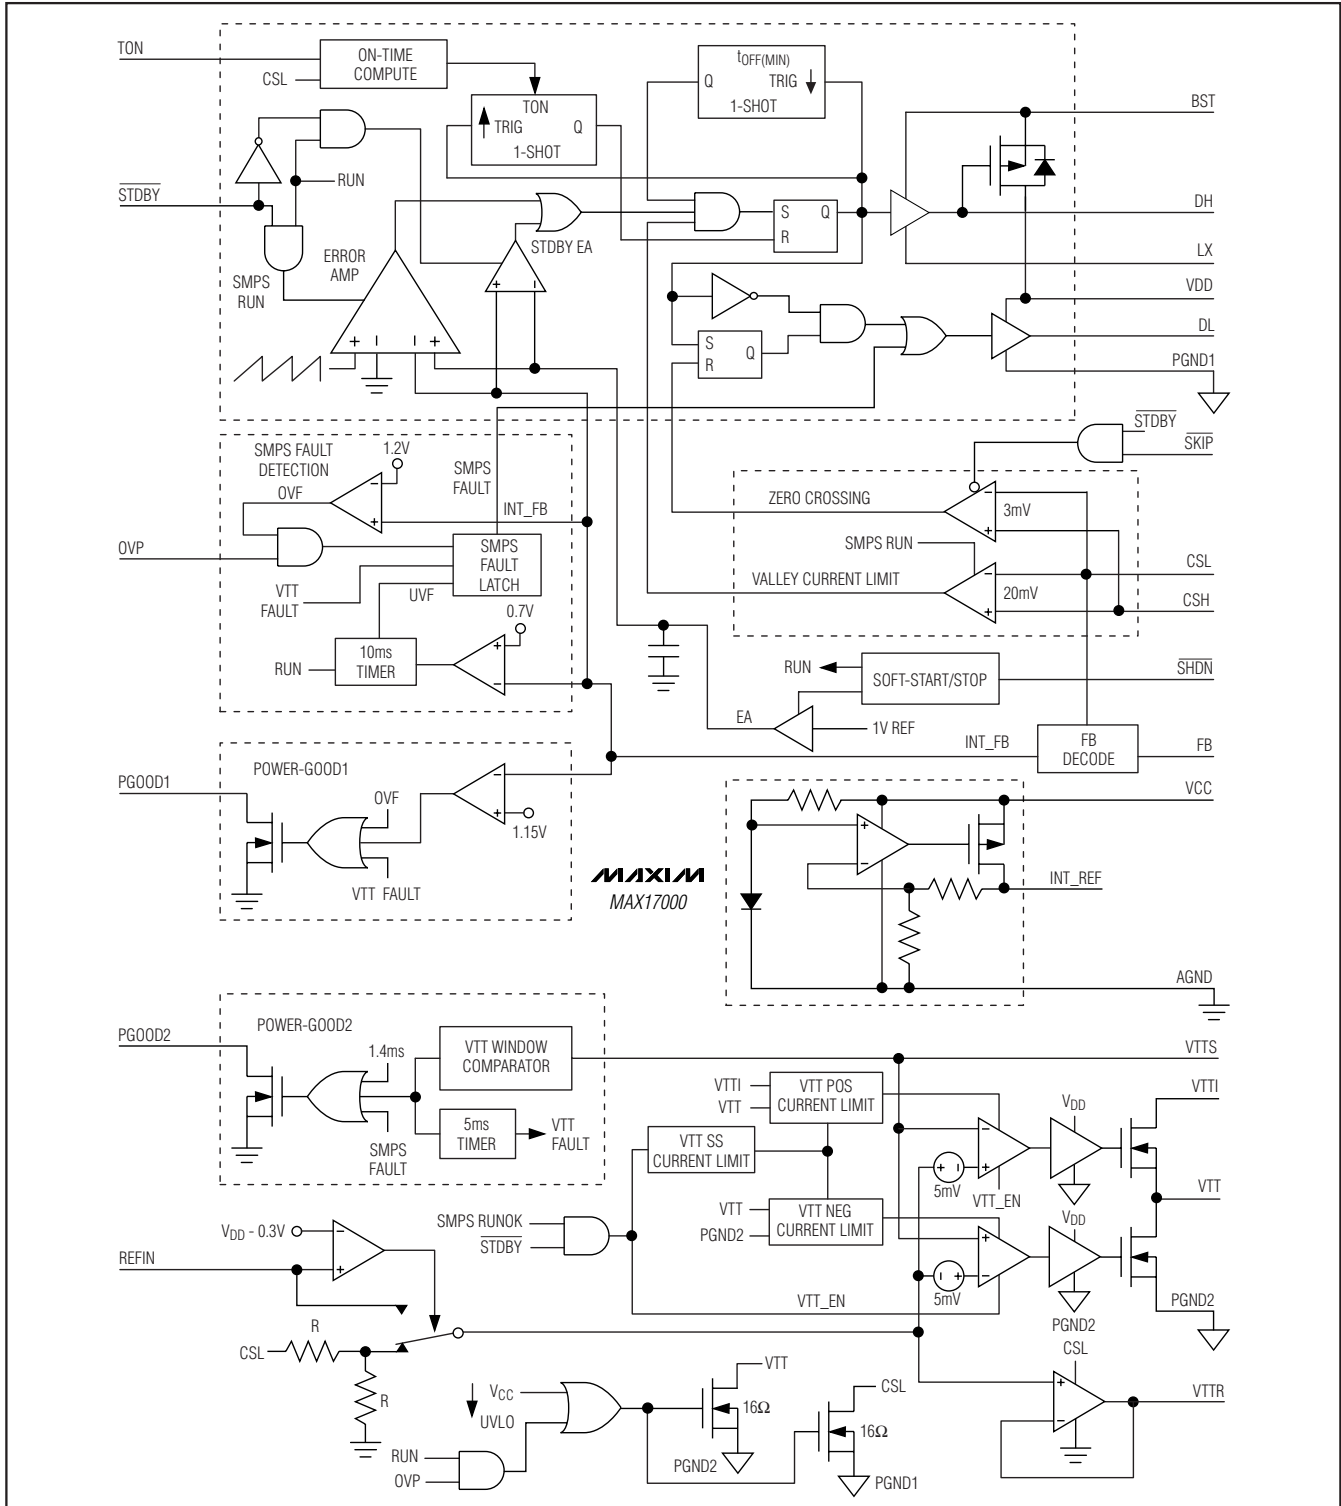 TON
ON-TIME
COMPUTE
CSL
tOFF(MIN)
Q TRIG
1-SHOT
TON
TRIG Q
1-SHOT
BST
RUN
STDBY
DH
S Q
R
STDBY EA
ERROR
AMP
LX
SMPS
RUN
VDD
DL
S
Q
R
+ − − +
+ −
PGND1
STDBY
SKIP
SMPS FAULT
DETECTION
1.2V
OVF
−
+
SMPS
FAULT
INT_FB
ZERO CROSSING
−
3mV
+
OVP
SMPS
FAULT
LATCH
SMPS RUN
VTT
FAULT
UVF
VALLEY CURRENT LIMIT
−
20mV
+
CSL
CSH
0.7V
10ms
TIMER
RUN
+
−
RUN
SOFT-START/STOP
SHDN
EA
1V REF
INT_FB
FB
DECODE
FB
POWER-GOOD1
PGOOD1
OVF
−
+
1.15V
VTT FAULT
VCC
+
−
MAXIM
MAX17000
INT_REF
AGND
POWER-GOOD2
PGOOD2
1.4ms
VTT WINDOW
COMPARATOR
VTTS
5ms
TIMER
VTT
FAULT
SMPS
FAULT
VTTI
VTT
VTT POS
CURRENT LIMIT
VTTI
VDD
VTT SS
CURRENT LIMIT
−
+
+ −
5mV
VTT_EN
VTT
SMPS RUNOK
STDBY
VTT
PGND2
VTT NEG
CURRENT LIMIT
VDD
+
−
− +
5mV
VDD - 0.3V
−
+
REFIN
VTT_EN
PGND2
PGND2
R
CSL
R
CSL
+
−
VTTR
VCC
UVLO
VTT
16Ω
PGND2
CSL
16Ω
PGND1
RUN
OVP